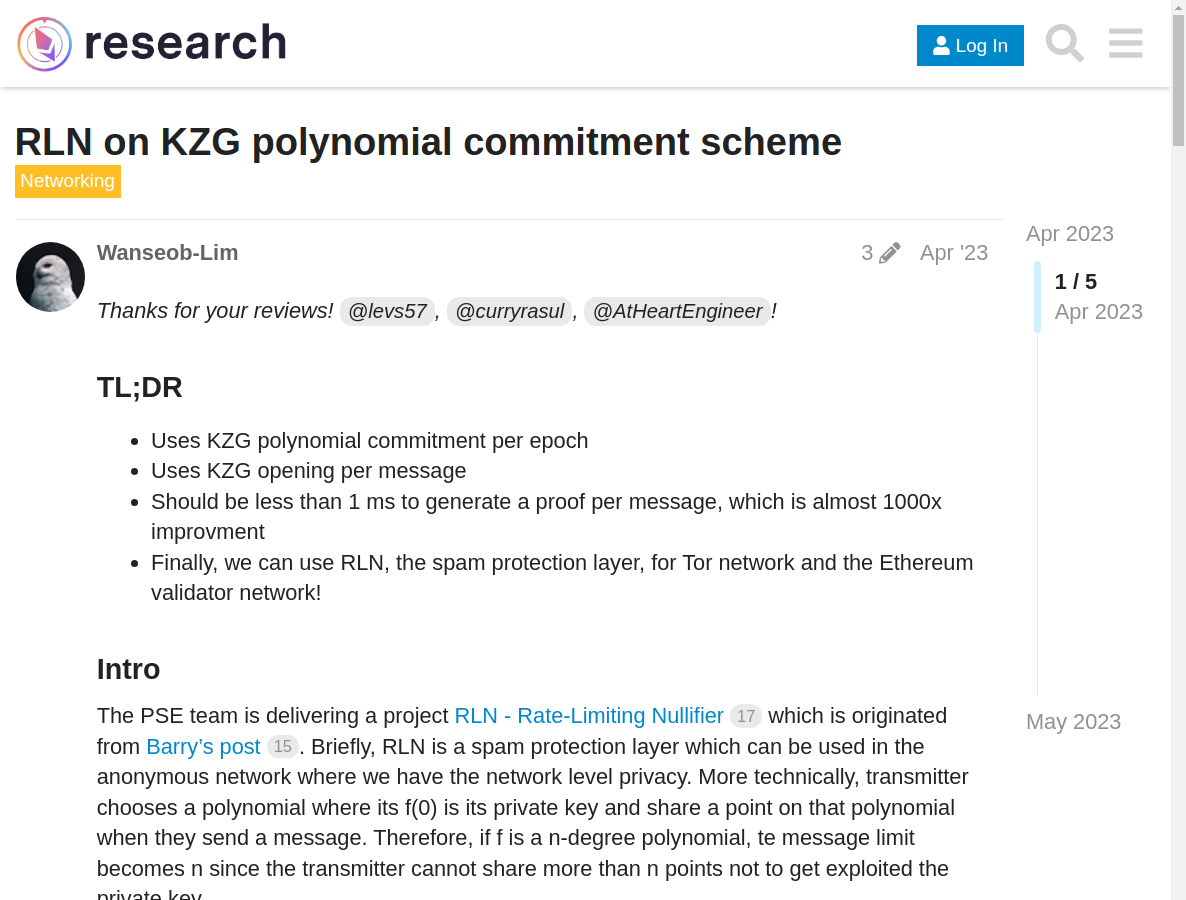 research
Log In
RLN on KZG polynomial commitment scheme
Networking
Wanseob-Lim
3
Apr '23
Thanks for your reviews! @levs57, @curryrasul, @AtHeartEngineer!
TL;DR
• Uses KZG polynomial commitment per epoch
• Uses KZG opening per message
• Should be less than 1 ms to generate a proof per message, which is almost 1000x
improvment
• Finally, we can use RLN, the spam protection layer, for Tor network and the Ethereum
validator network!
Intro
The PSE team is delivering a project RLN - Rate-Limiting Nullifier 17 which is originated
from Barry’s post 15. Briefly, RLN is a spam protection layer which can be used in the
anonymous network where we have the network level privacy. More technically, transmitter
chooses a polynomial where its f(0) is its private key and share a point on that polynomial
when they send a message. Therefore, if f is a n-degree polynomial, te message limit
becomes n since the transmitter cannot share more than n points not to get exploited the
private key.
Apr 2023
1 / 5
Apr 2023
May 2023